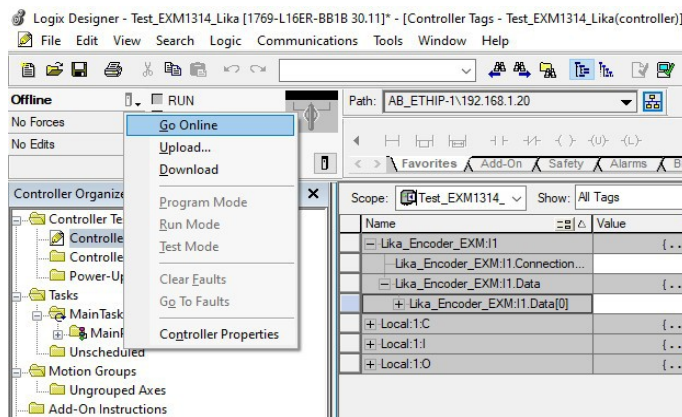 Logix Designer - Test_EXM1314_Lika [1769-L16ER-BB1B 30.11]* - [Controller Tags - Test_EXM1314_Lika(controller)]
File Edit View Search Logic Communications Tools Window Help
Offline RUN
No Forces
No Edits
Go Online
Upload...
Download
Program Mode
Run Mode
Test Mode
Clear Faults
Go To Faults
Controller Properties
Path: AB_ETHIP-1\192.168.1.20
Favorites Add-On Safety Alarms B
Controller Organize
Controller Te
Controlle
Controlle
Power-Up
Tasks
MainTask
MainP
Unscheduled
Motion Groups
Ungrouped Axes
Add-On Instructions
Scope: Test_EXM1314_ Show: All Tags
Name Value
Lika_Encoder_EXM:I1 {..
Lika_Encoder_EXM:I1.Connection...
Lika_Encoder_EXM:I1.Data {..
Lika_Encoder_EXM:I1.Data[0]
Local:1:C {..
Local:1:I {..
Local:1:O {..